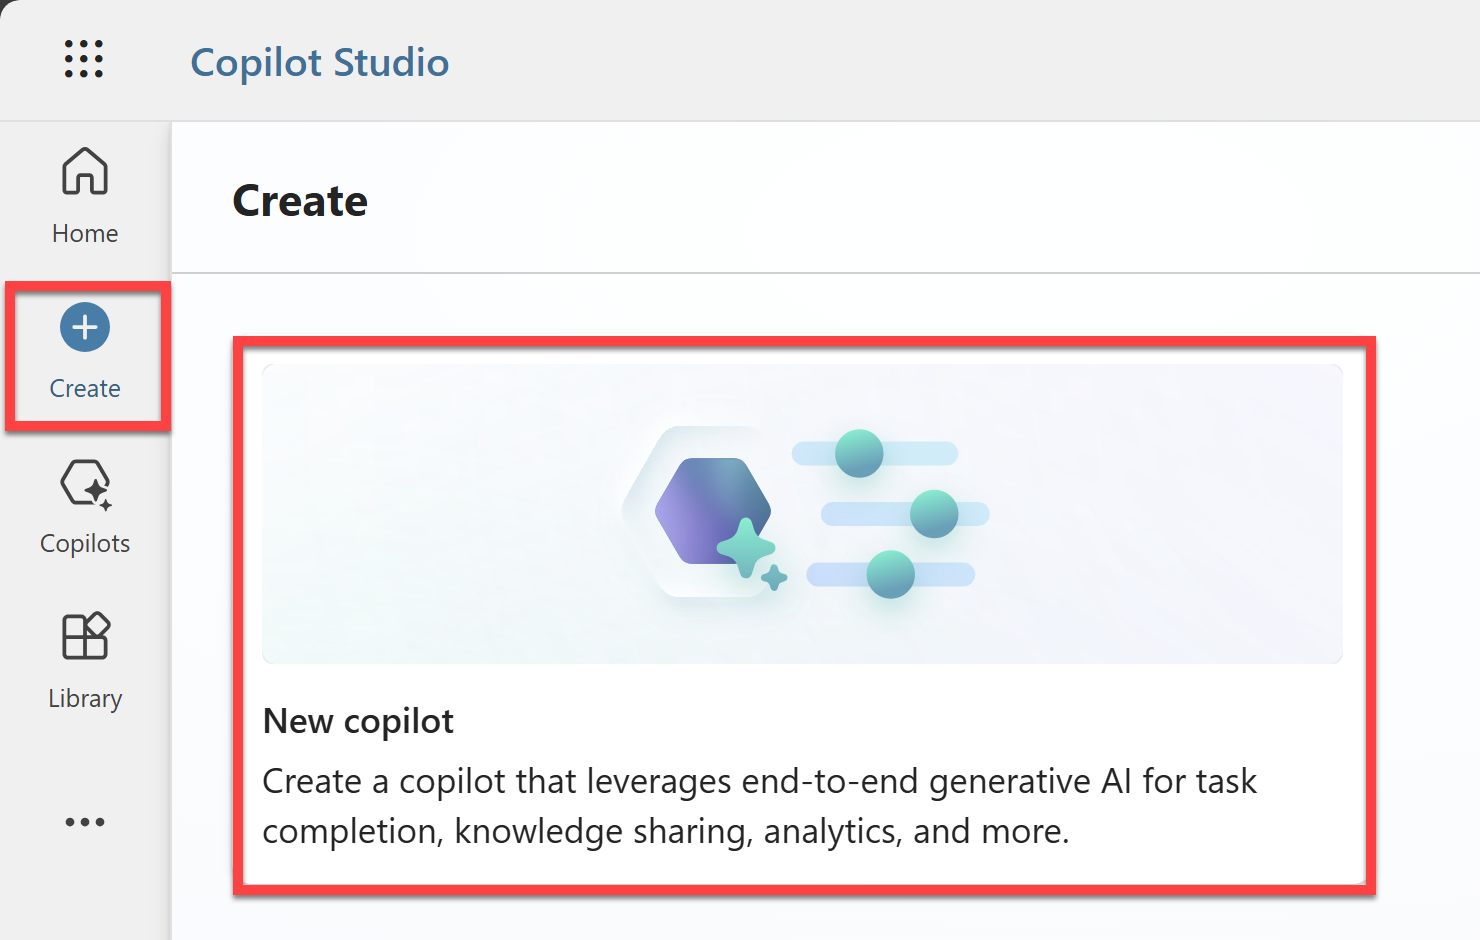 Copilot Studio
Home
Create
Copilots
Library
Create
New copilot
Create a copilot that leverages end-to-end generative AI for task
completion, knowledge sharing, analytics, and more.